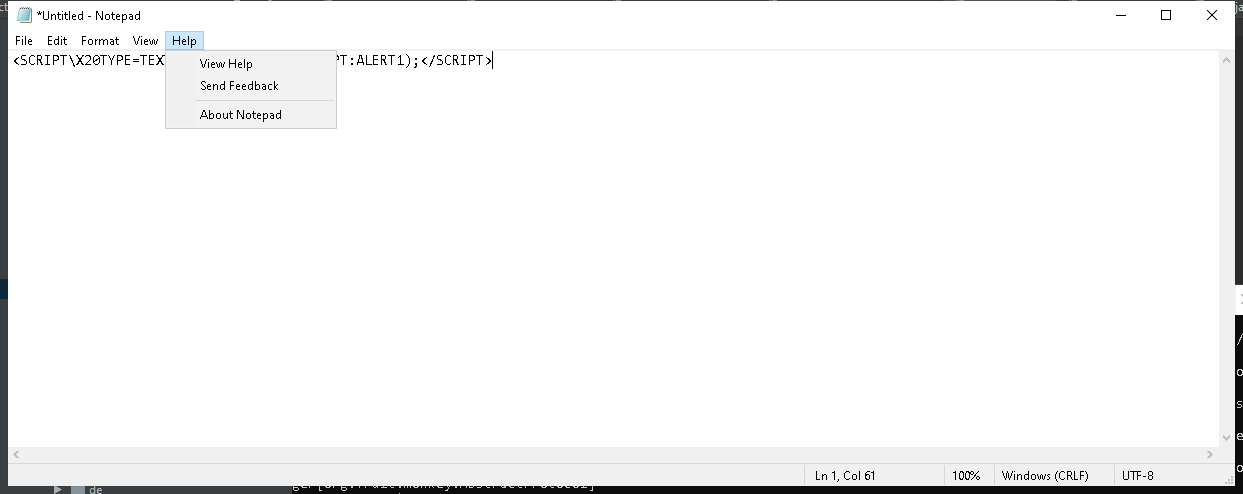 *Untitled - Notepad
File Edit Format View Help
<SCRIPT\X20TYPE=TEX PT:ALERT1);</SCRIPT>
View Help
Send Feedback
About Notepad
Ln 1, Col 61 100% Windows (CRLF) UTF-8
de